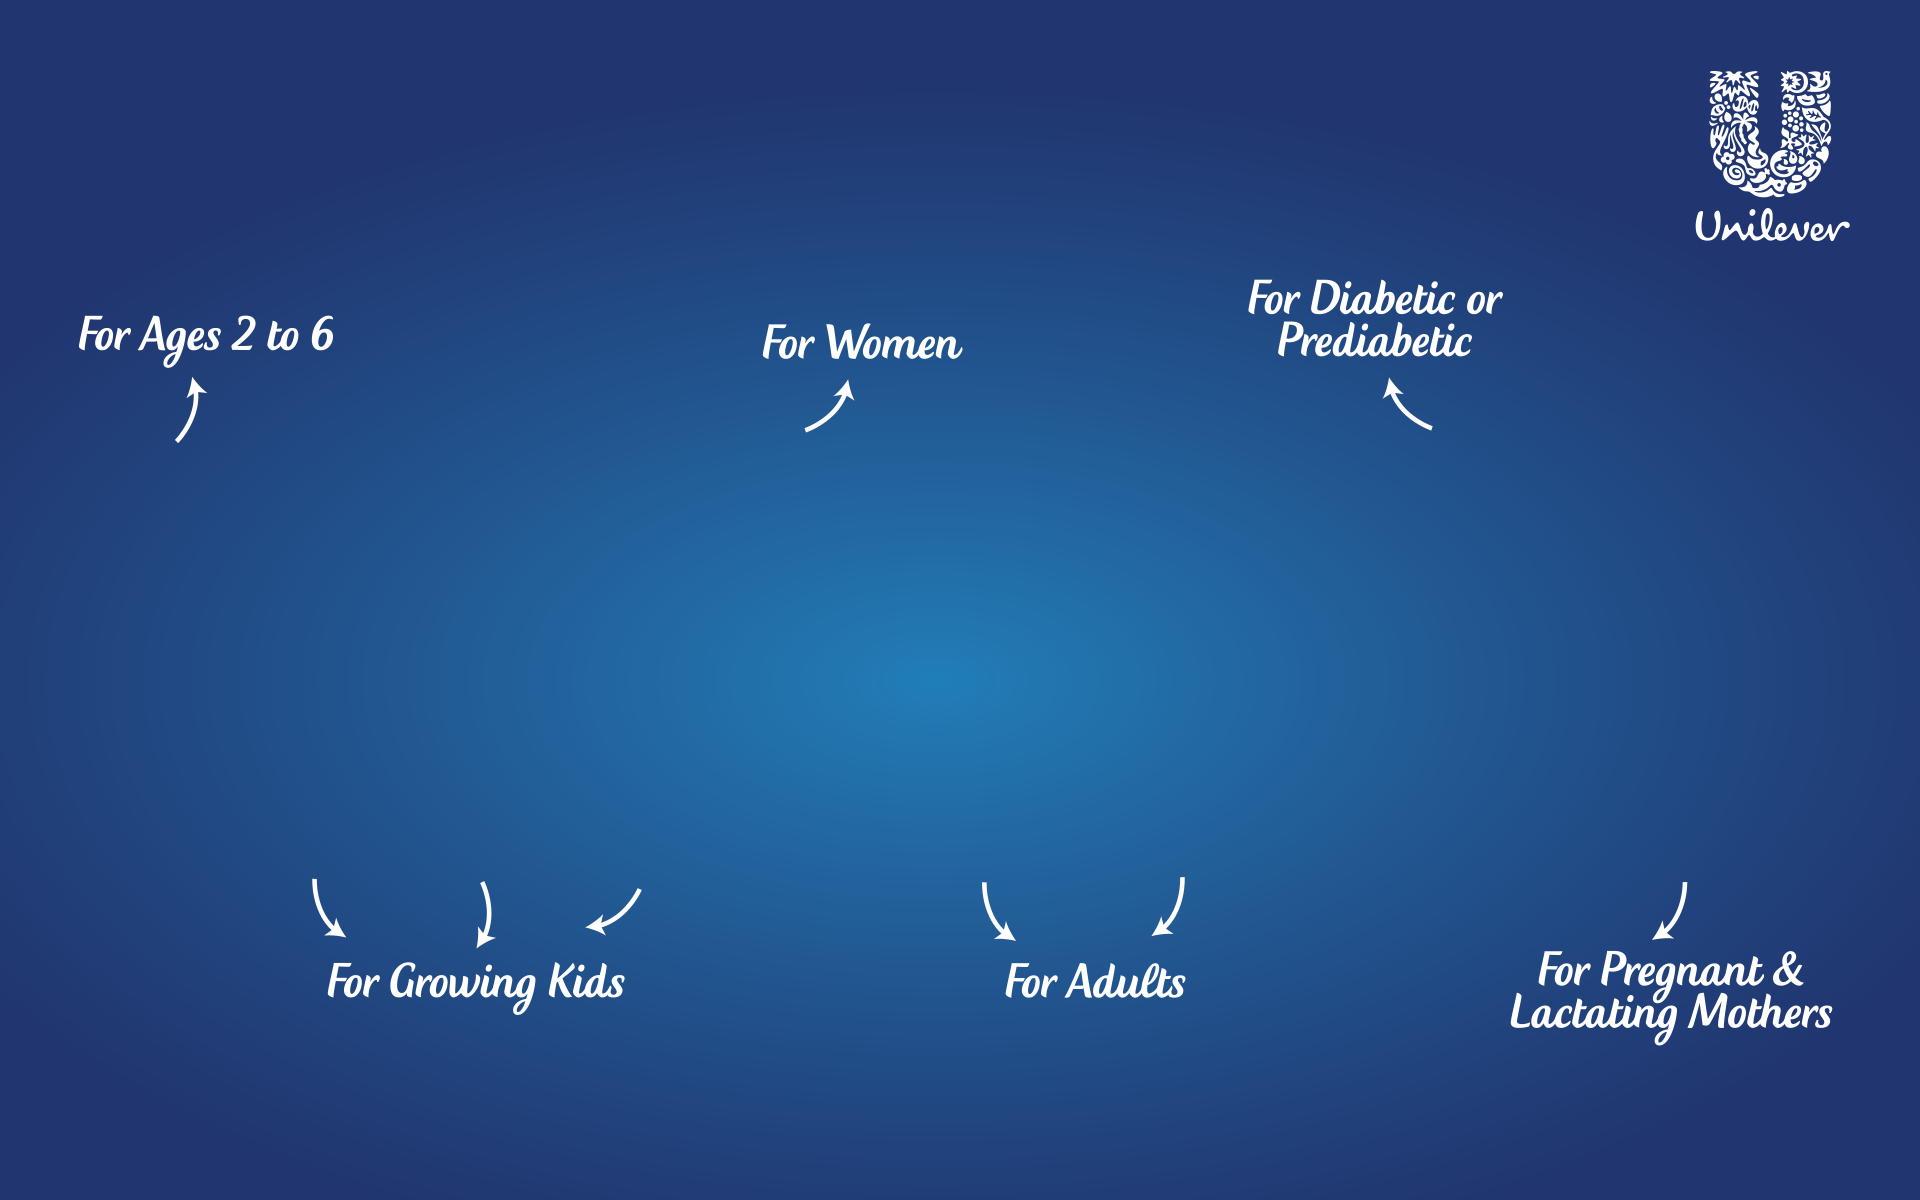 Unilever
For Ages 2 to 6
For Women
For Diabetic or
Prediabetic
For Growing Kids
For Adults
For Pregnant &
Lactating Mothers